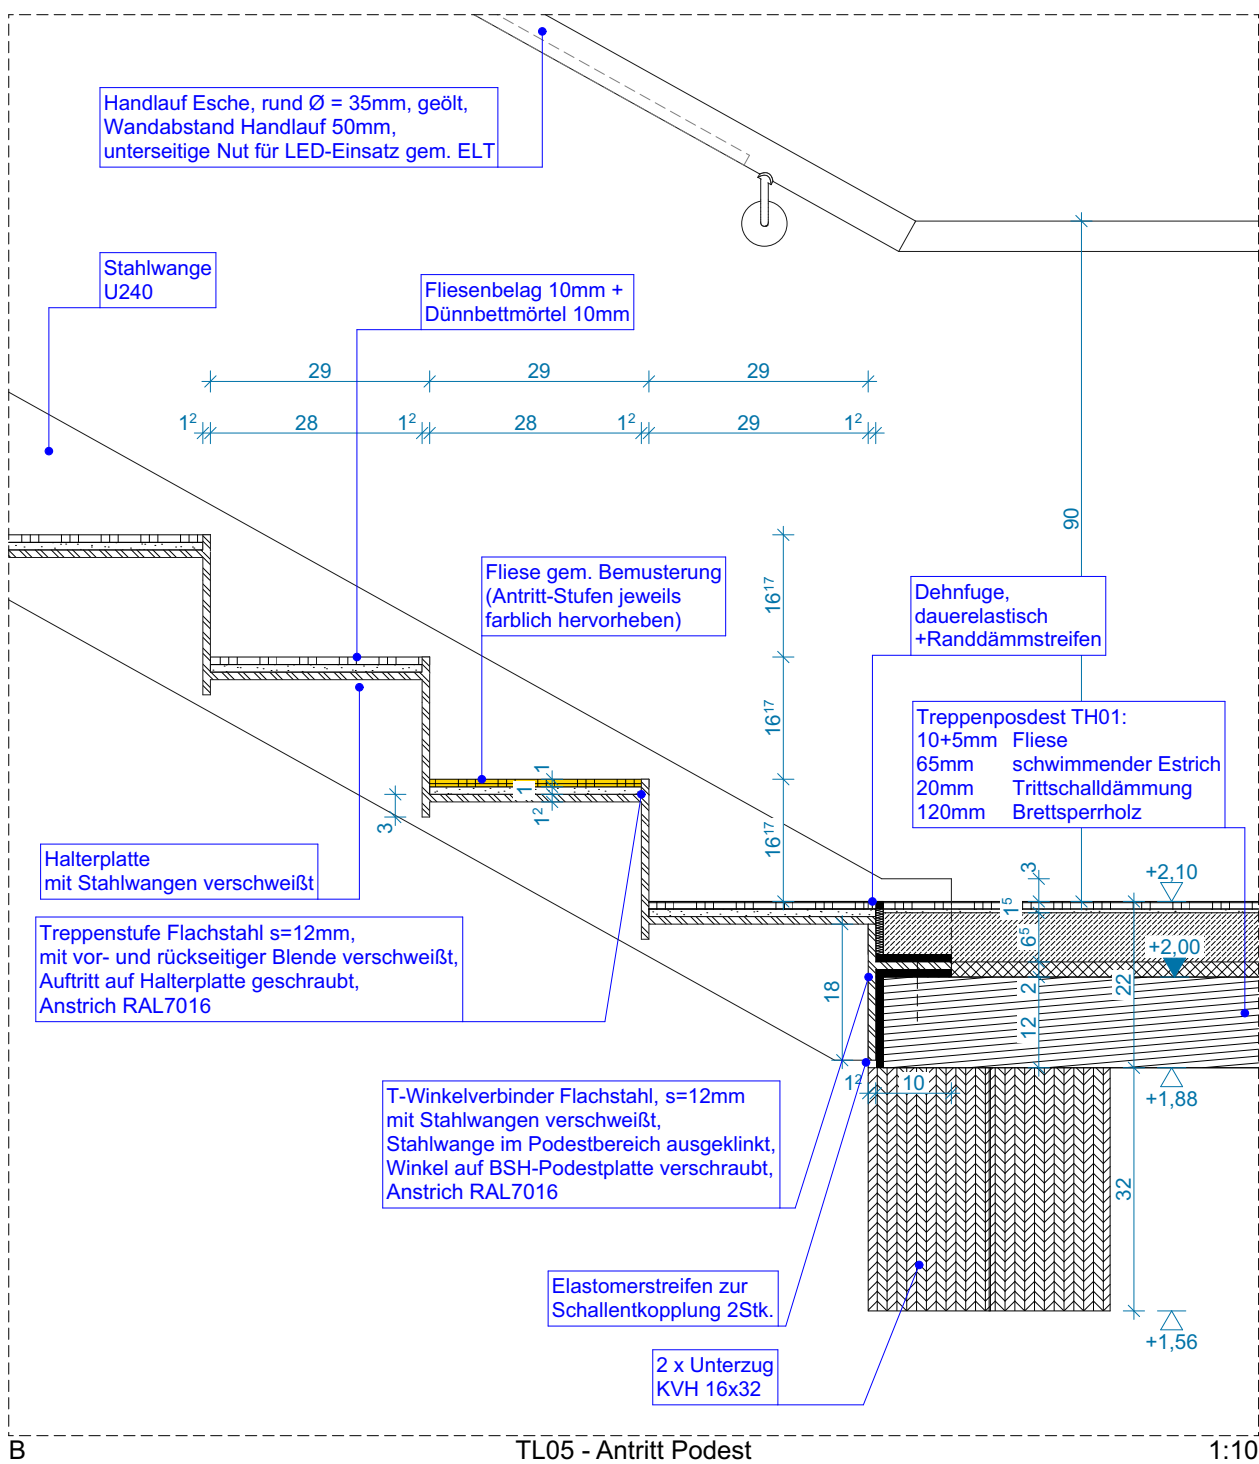 Handlauf Esche, rund Ø = 35mm, geölt,
Wandabstand Handlauf 50mm,
unterseitige Nut für LED-Einsatz gem. ELT
Stahlwange
U240
Fliesenbelag 10mm +
Dünnbettmörtel 10mm
29 29 29
1² 28 1² 28 1² 29 1²
90
Fliese gem. Bemusterung
(Antritt-Stufen jeweils
farblich hervorheben)
16¹⁷
16¹⁷
16¹⁷
Dehnfuge,
dauerelastisch
+Randdämmstreifen
Treppenposdest TH01:
10+5mm Fliese
65mm schwimmender Estrich
20mm Trittschalldämmung
120mm Brettsperrholz
1
1
1²
3
Halterplatte
mit Stahlwangen verschweißt
3
+2,10
1⁵
6⁵
+2,00
2
22
12
18
Treppenstufe Flachstahl s=12mm,
mit vor- und rückseitiger Blende verschweißt,
Auftritt auf Halterplatte geschraubt,
Anstrich RAL7016
1² 10
+1,88
T-Winkelverbinder Flachstahl, s=12mm
mit Stahlwangen verschweißt,
Stahlwange im Podestbereich ausgeklinkt,
Winkel auf BSH-Podestplatte verschraubt,
Anstrich RAL7016
32
Elastomerstreifen zur
Schallentkopplung 2Stk.
+1,56
2 x Unterzug
KVH 16x32
B TL05 - Antritt Podest 1:10